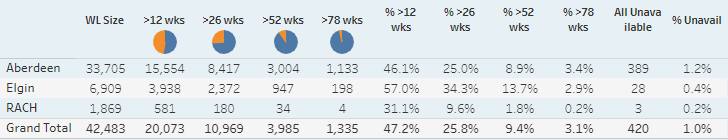 WL Size >12 wks >26 wks >52 wks >78 wks % >12 wks % >26 wks % >52 wks % >78 wks All Unava ilable % Unavail
Aberdeen 33,705 15,554 8,417 3,004 1,133 46.1% 25.0% 8.9% 3.4% 389 1.2%
Elgin 6,909 3,938 2,372 947 198 57.0% 34.3% 13.7% 2.9% 28 0.4%
RACH 1,869 581 180 34 4 31.1% 9.6% 1.8% 0.2% 3 0.2%
Grand Total 42,483 20,073 10,969 3,985 1,335 47.2% 25.8% 9.4% 3.1% 420 1.0%